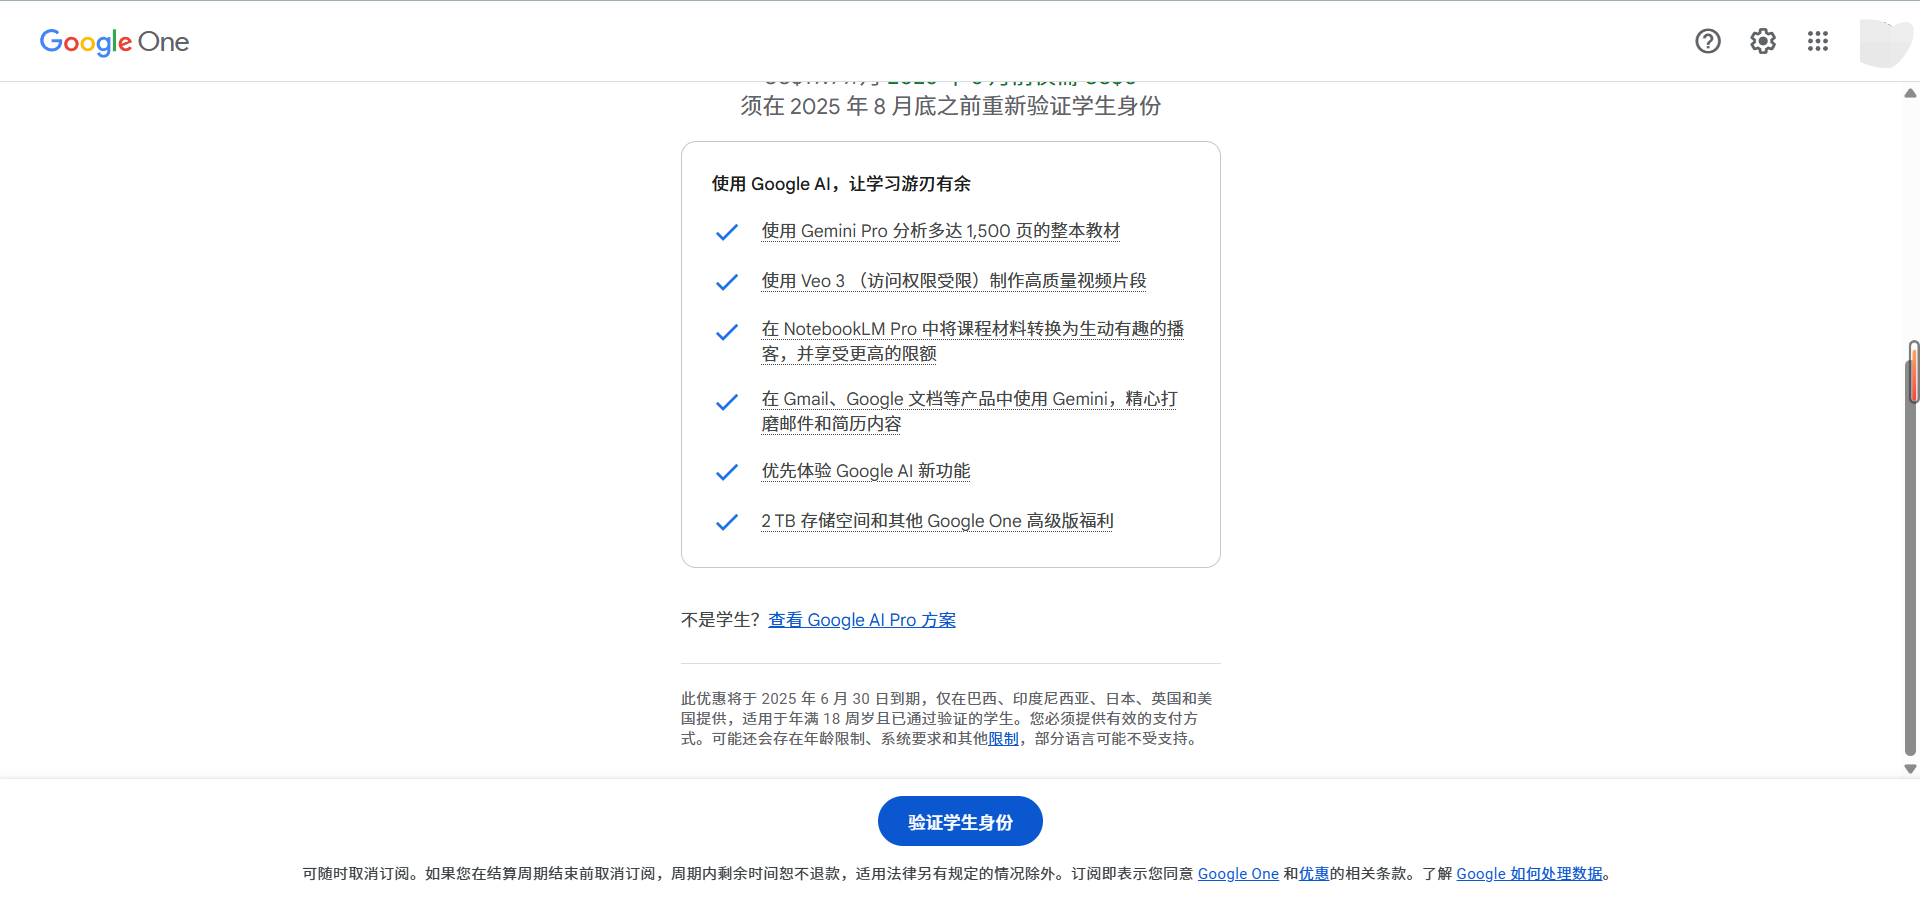 Google One
须在 2025 年 8 月底之前重新验证学生身份
使用 Google AI，让学习游刃有余
使用 Gemini Pro 分析多达 1,500 页的整本教材
使用 Veo 3 （访问权限受限）制作高质量视频片段
在 NotebookLM Pro 中将课程材料转换为生动有趣的播
客，并享受更高的限额
在 Gmail、Google 文档等产品中使用 Gemini，精心打
磨邮件和简历内容
优先体验 Google AI 新功能
2 TB 存储空间和其他 Google One 高级版福利
不是学生？查看 Google AI Pro 方案
此优惠将于 2025 年 6 月 30 日到期，仅在巴西、印度尼西亚、日本、英国和美
国提供，适用于年满 18 周岁且已通过验证的学生。您必须提供有效的支付方
式。可能还会存在年龄限制、系统要求和其他限制，部分语言可能不受支持。
验证学生身份
可随时取消订阅。如果您在结算周期结束前取消订阅，周期内剩余时间恕不退款，适用法律另有规定的情况除外。订阅即表示您同意 Google One 和优惠的相关条款。了解 Google 如何处理数据。